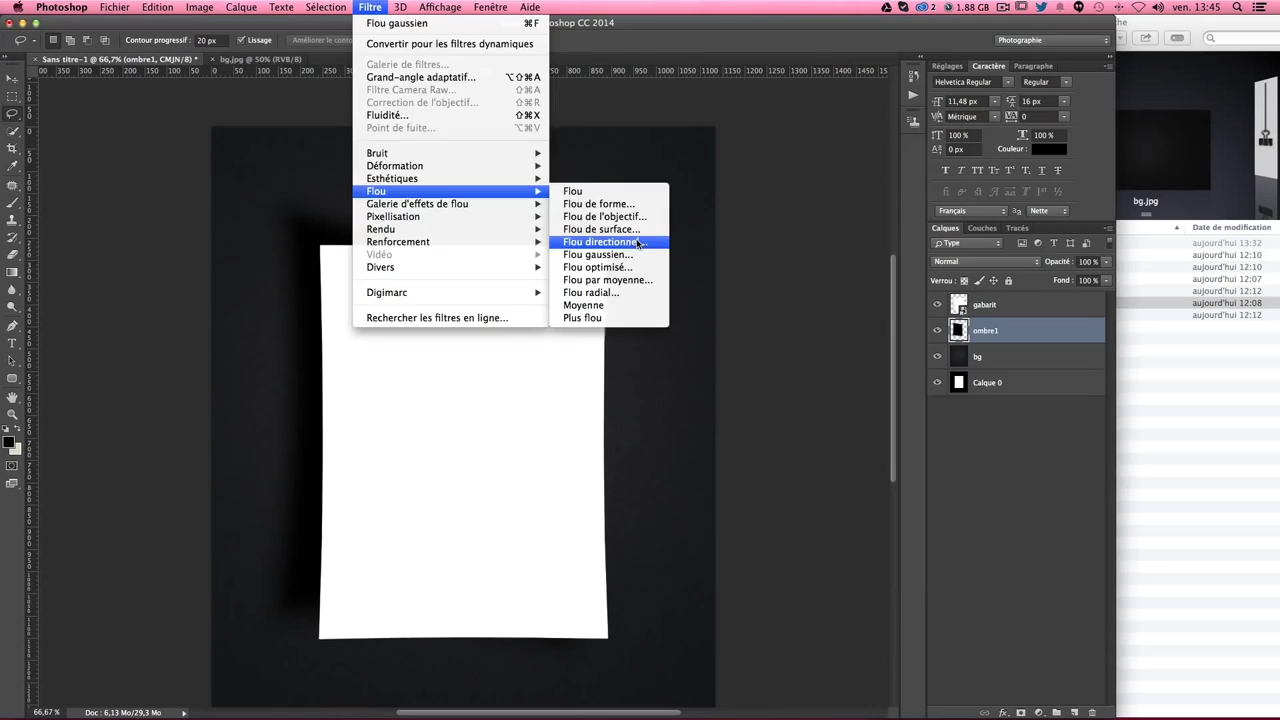 Photoshop Fichier Edition Image Calque Texte Sélection Filtre 3D Affichage Fenêtre Aide 2 1.88 GB ven. 13:45
Photoshop CC 2014
Contour progressif : 20 px Lissage Photographie
Sans titre-1 @ 66,7% (ombre1, CMJN/8) * bg.jpg @ 50% (RVB/8)
Flou gaussien ⌘F
Convertir pour les filtres dynamiques
Galerie de filtres...
Grand-angle adaptatif... ⌥⇧⌘A
Filtre Camera Raw... ⇧⌘A
Correction de l'objectif... ⇧⌘R
Fluidité... ⇧⌘X
Point de fuite... ⌥⌘V
Bruit
Déformation
Esthétiques
Flou
Galerie d'effets de flou
Pixellisation
Rendu
Renforcement
Vidéo
Divers
Digimarc
Rechercher les filtres en ligne...
Flou
Flou de forme...
Flou de l'objectif...
Flou de surface...
Flou directionnel...
Flou gaussien...
Flou optimisé...
Flou par moyenne...
Flou radial...
Moyenne
Plus flou
Réglages Caractère Paragraphe
Helvetica Regular Regular
11,48 px 16 px
Métrique 0
100 % 100 %
0 px Couleur :
Français Nette
Calques Couches Tracés
Type
Normal Opacité : 100 %
Verrou : Fond : 100 %
gabarit
ombre1
bg
Calque 0
bg.jpg
Date de modification
aujourd'hui 13:32
aujourd'hui 12:10
aujourd'hui 12:10
aujourd'hui 12:10
aujourd'hui 12:12
aujourd'hui 12:08
aujourd'hui 12:12
66,67 % Doc : 6,13 Mo/29,3 Mo